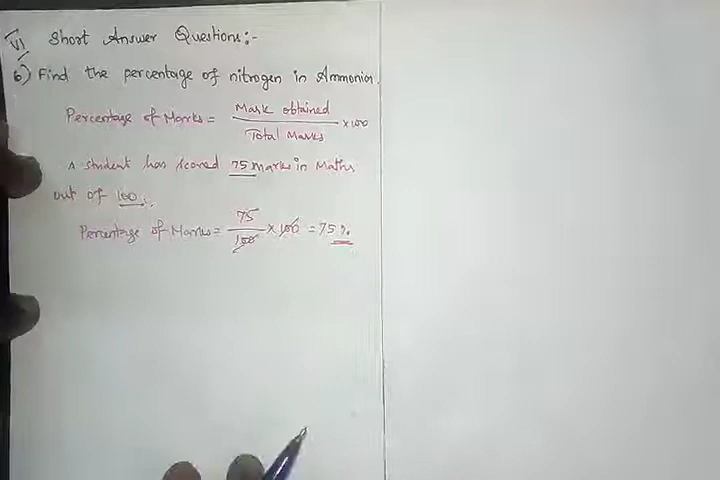 VI Short Answer Questions:-
6) Find the percentage of nitrogen in Ammonia.
Percentage of Marks = Mark obtained / Total Marks × 100
A student has scored 75 marks in Maths
out of 100.
Percentage of Marks = 75 / 100 × 100 = 75 %